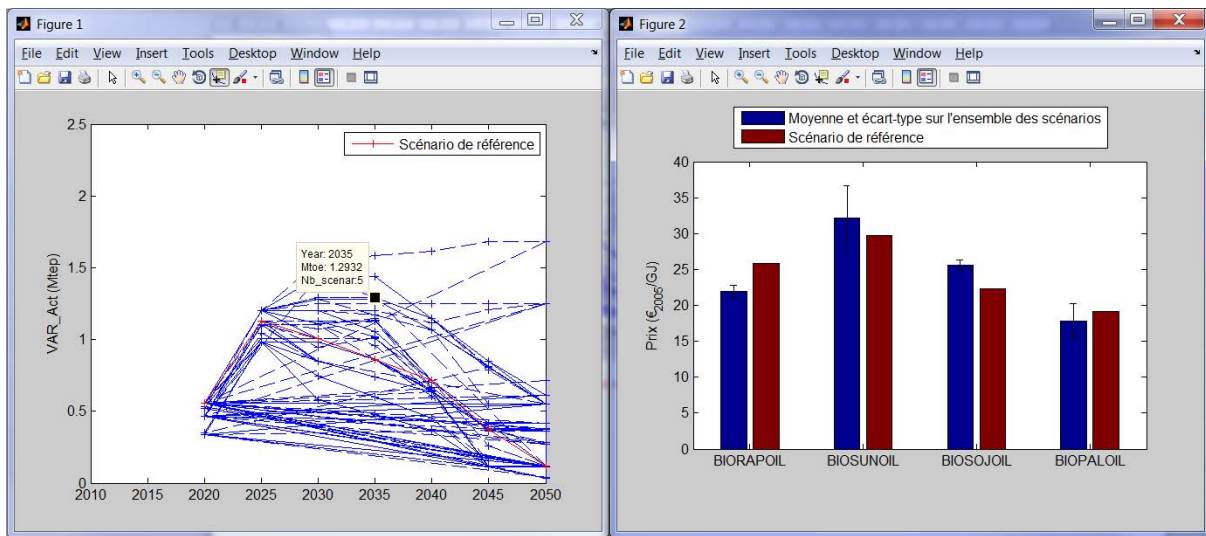 Figure 1
File Edit View Insert Tools Desktop Window Help
Scénario de référence
VAR_Act (Mtep)
2.5
2
1.5
1
0.5
0
Year: 2035
Mtoe: 1.2932
Nb_scenar:5
2010 2015 2020 2025 2030 2035 2040 2045 2050
Figure 2
File Edit View Insert Tools Desktop Window Help
Moyenne et écart-type sur l'ensemble des scénarios
Scénario de référence
Prix (€2005/GJ)
40
35
30
25
20
15
10
5
0
BIORAPOIL BIOSUNOIL BIOSOJOIL BIOPALOIL